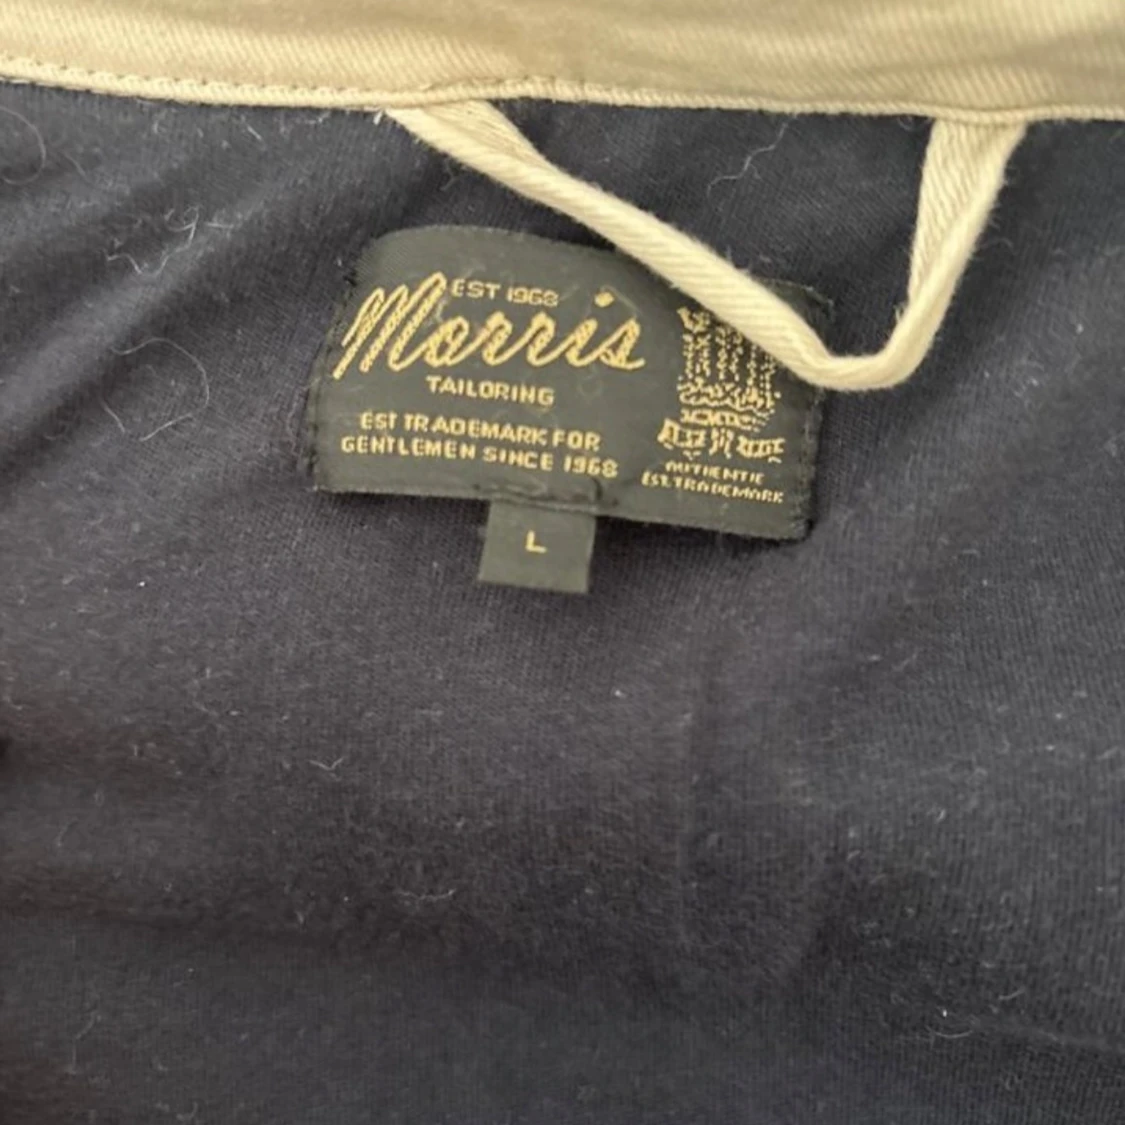 EST 1968
Morris
TAILORING
EST TRADEMARK FOR
GENTLEMEN SINCE 1968
AUTHENTIC
EST. TRADEMARK
L